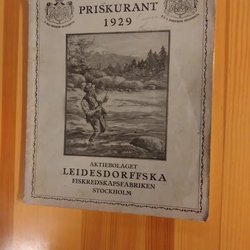 PRISKURANT
1929
AKTIEBOLAGET
LEIDESDORFFSKA
FISKREDSKAPSFABRIKEN
STOCKHOLM